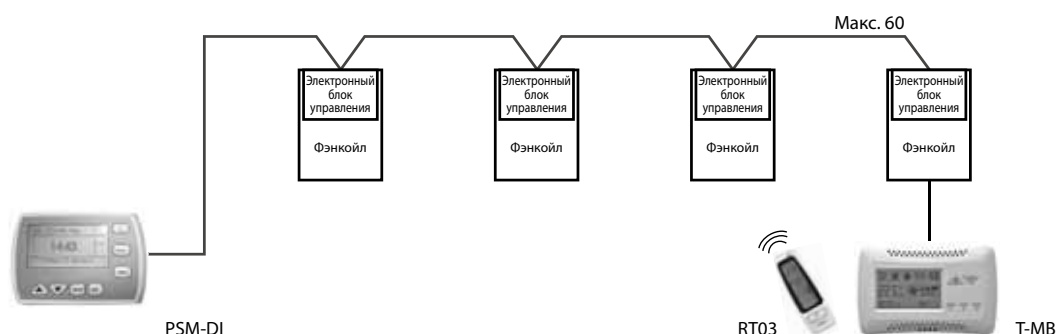 Макс. 60
Электронный
блок
управления
Фэнкойл
Электронный
блок
управления
Фэнкойл
Электронный
блок
управления
Фэнкойл
Электронный
блок
управления
Фэнкойл
PSM-DI
RT03
T-MB